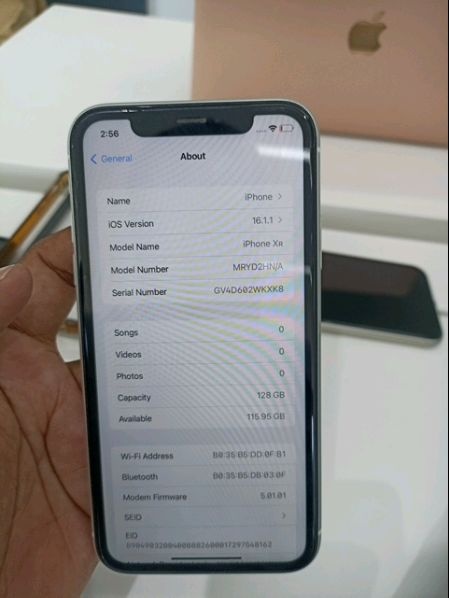 2:56
General
About
Name iPhone
iOS Version 16.1.1
Model Name iPhone XR
Model Number MRYD2HN/A
Serial Number GV4D602WKXK8
Songs 0
Videos 0
Photos 0
Capacity 128 GB
Available 115.95 GB
Wi-Fi Address B0:35:B5:DD:0F:B1
Bluetooth B0:35:B5:DB:03:0F
Modem Firmware 5.01.01
SEID
EID